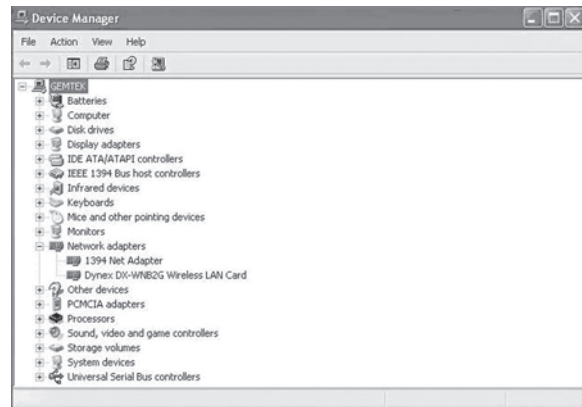 Device Manager
File Action View Help
GEMTEK
Batteries
Computer
Disk drives
Display adapters
IDE ATA/ATAPI controllers
IEEE 1394 Bus host controllers
Infrared devices
Keyboards
Mice and other pointing devices
Monitors
Network adapters
1394 Net Adapter
Dynex DX-WNB2G Wireless LAN Card
Other devices
PCMCIA adapters
Processors
Sound, video and game controllers
Storage volumes
System devices
Universal Serial Bus controllers